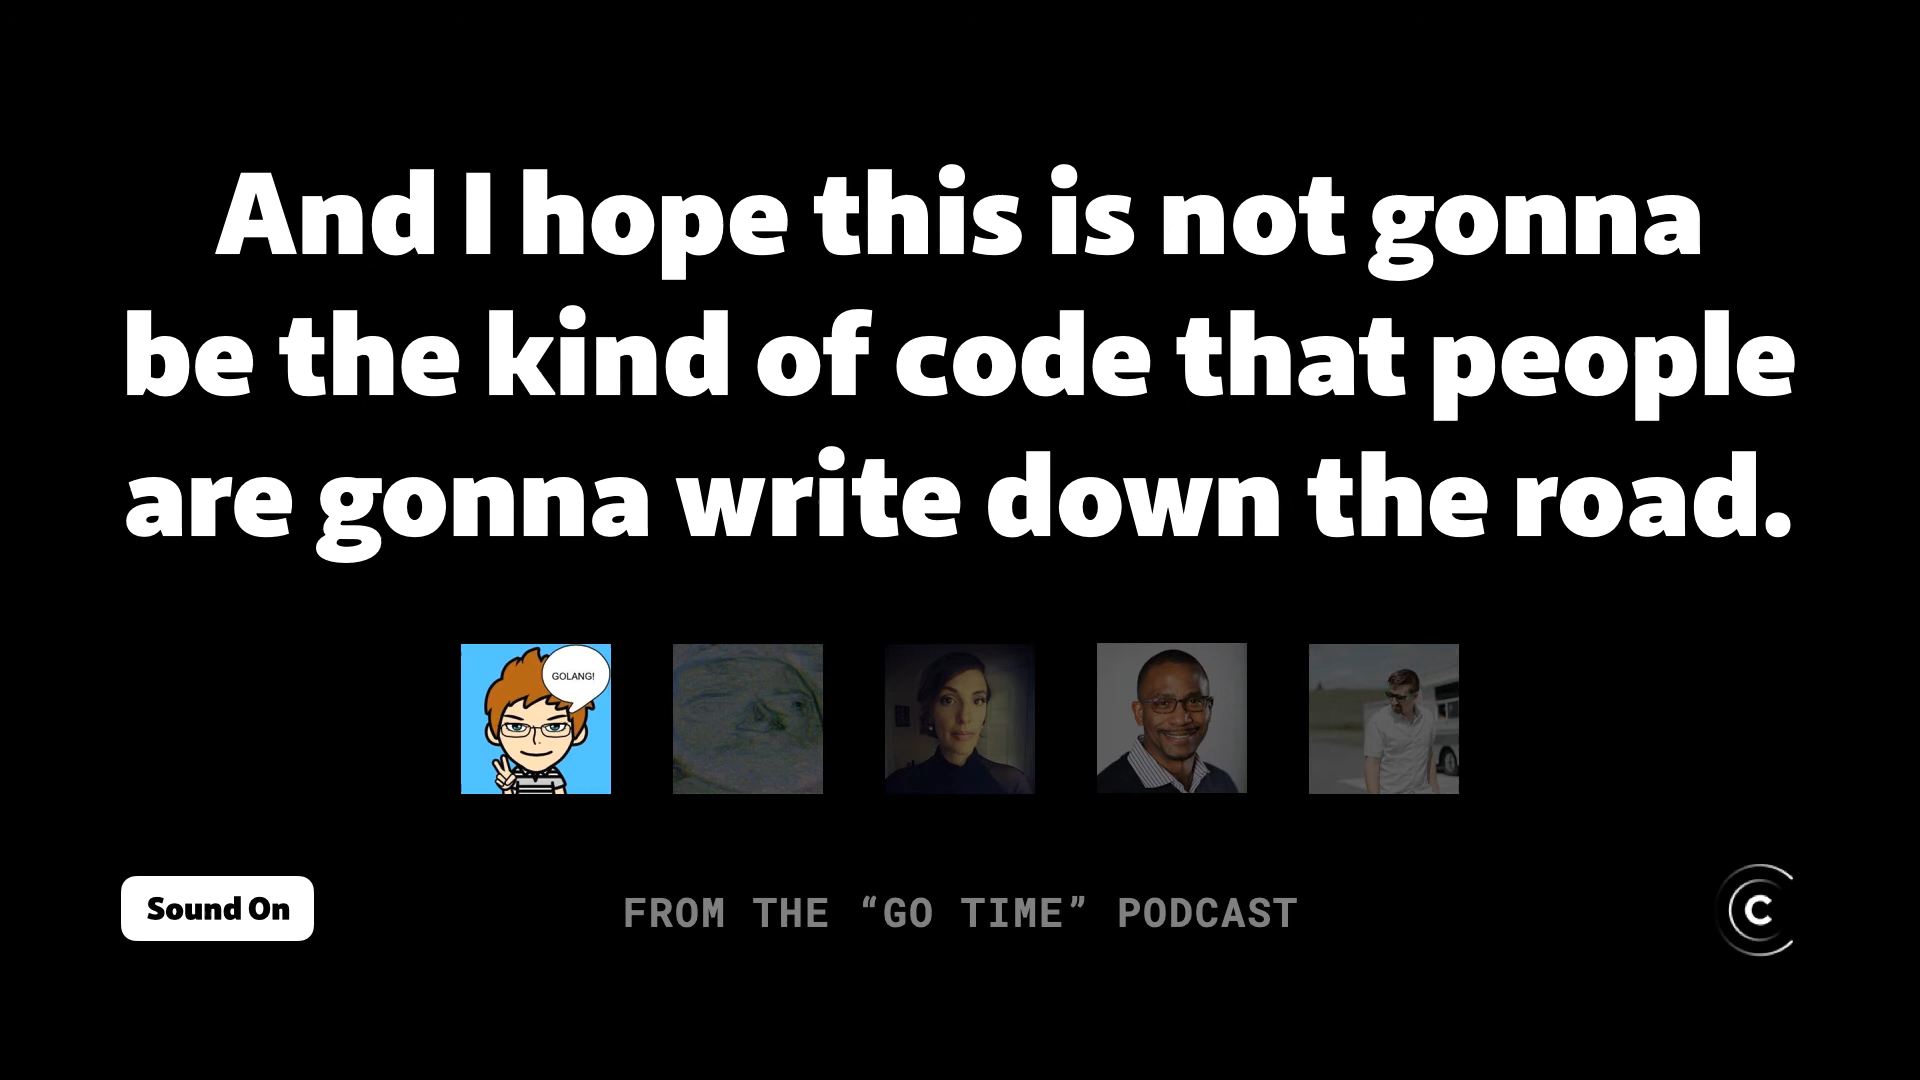 And I hope this is not gonna
be the kind of code that people
are gonna write down the road.
GOLANG!
Sound On
FROM THE “GO TIME” PODCAST
C